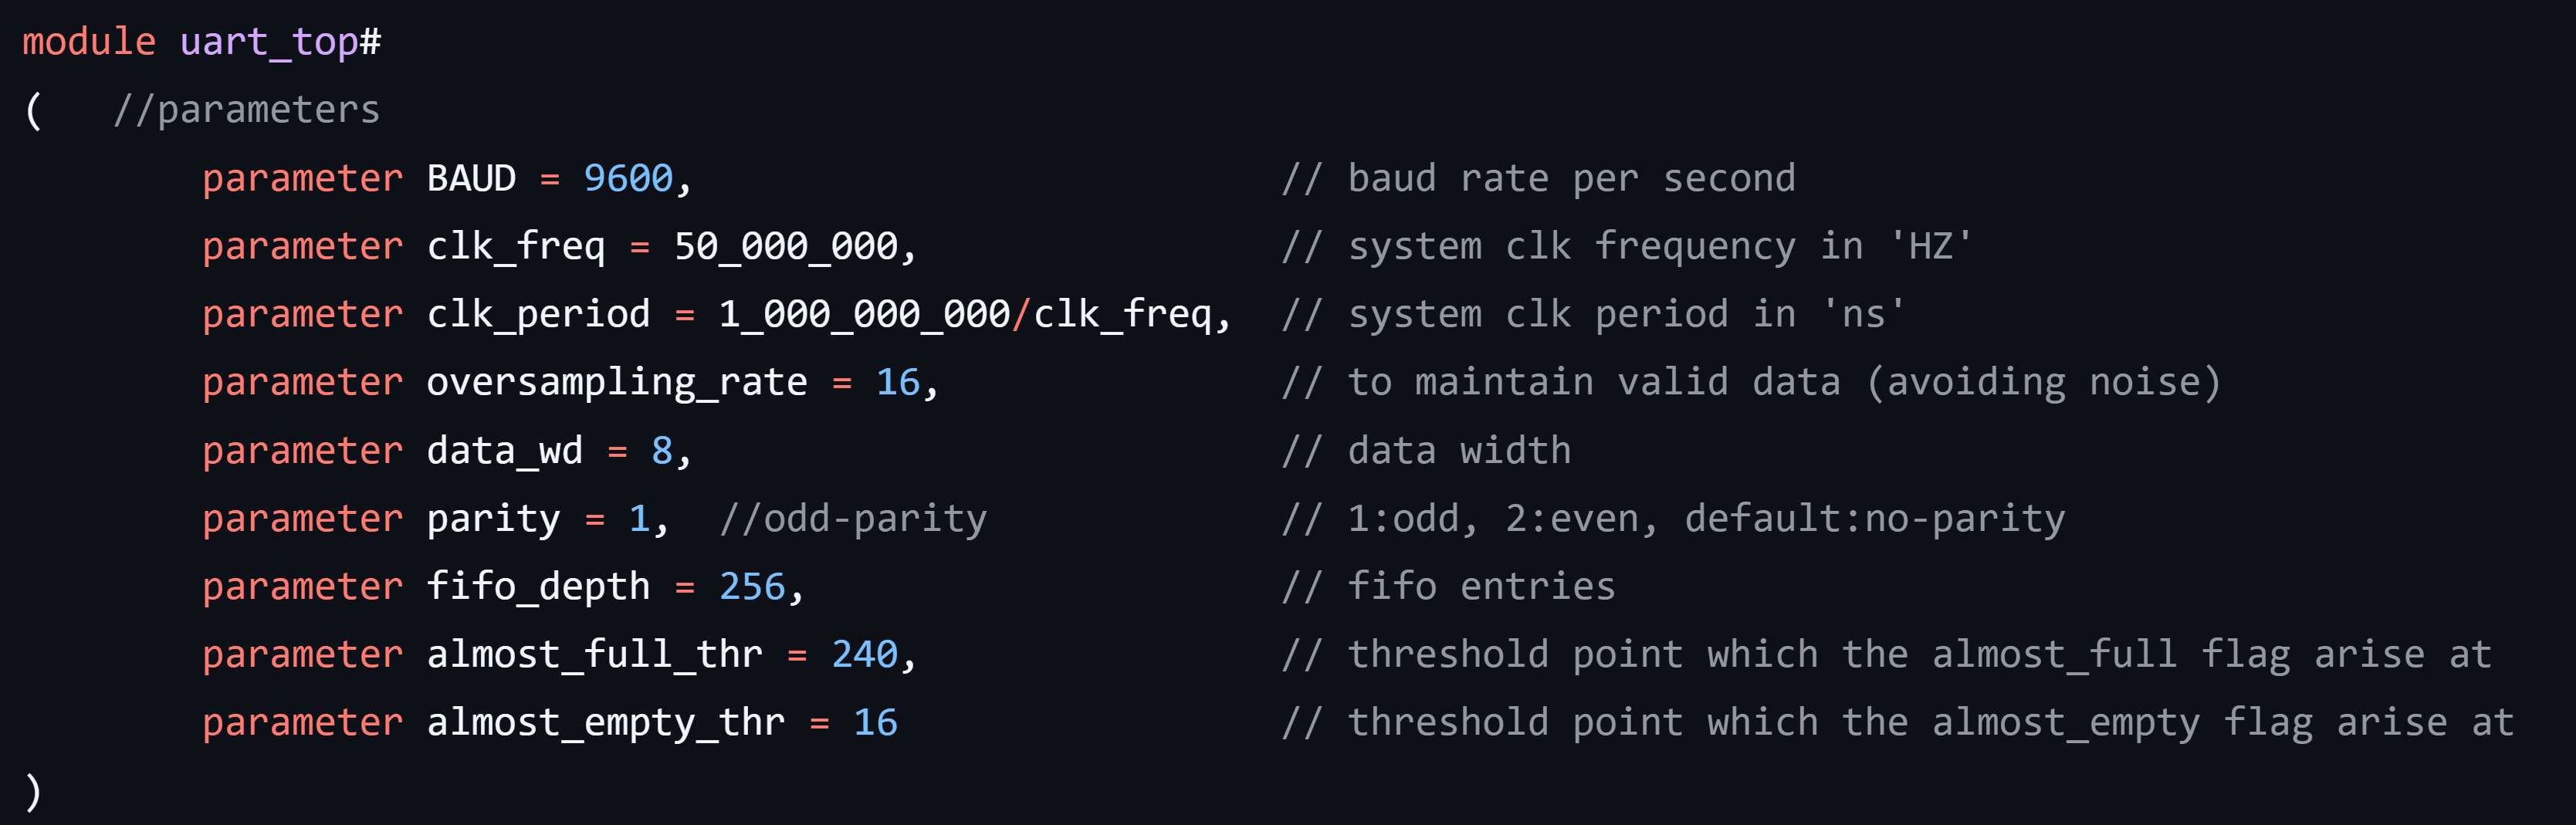 module uart_top#
(   //parameters
        parameter BAUD = 9600,                          // baud rate per second
        parameter clk_freq = 50_000_000,                // system clk frequency in 'HZ'
        parameter clk_period = 1_000_000_000/clk_freq,  // system clk period in 'ns'
        parameter oversampling_rate = 16,               // to maintain valid data (avoiding noise)
        parameter data_wd = 8,                          // data width
        parameter parity = 1,  //odd-parity             // 1:odd, 2:even, default:no-parity
        parameter fifo_depth = 256,                     // fifo entries
        parameter almost_full_thr = 240,                // threshold point which the almost_full flag arise at
        parameter almost_empty_thr = 16                 // threshold point which the almost_empty flag arise at
)